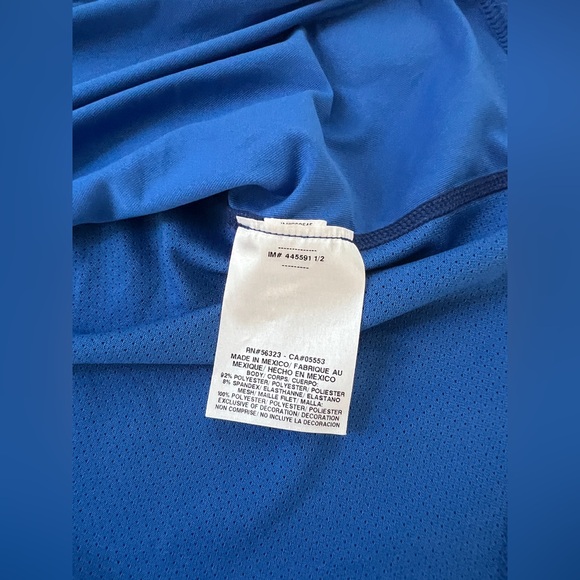 ----------
IM# 445591 1/2
----------
RN#56323 - CA#05553
MADE IN MEXICO/ FABRIQUE AU
MEXIQUE/ HECHO EN MEXICO
BODY/ CORPS. CUERPO:
92% POLYESTER/ POLYESTER/ POLIESTER
8% SPANDEX/ ELASTHANNE/ ELASTANO
MESH/ MAILLE FILET/ MALLA:
100% POLYESTER/ POLYESTER/ POLIESTER
EXCLUSIVE OF DECORATION/ DECORATION
NON COMPRISE/ NO INCLUYE LA DECORACION